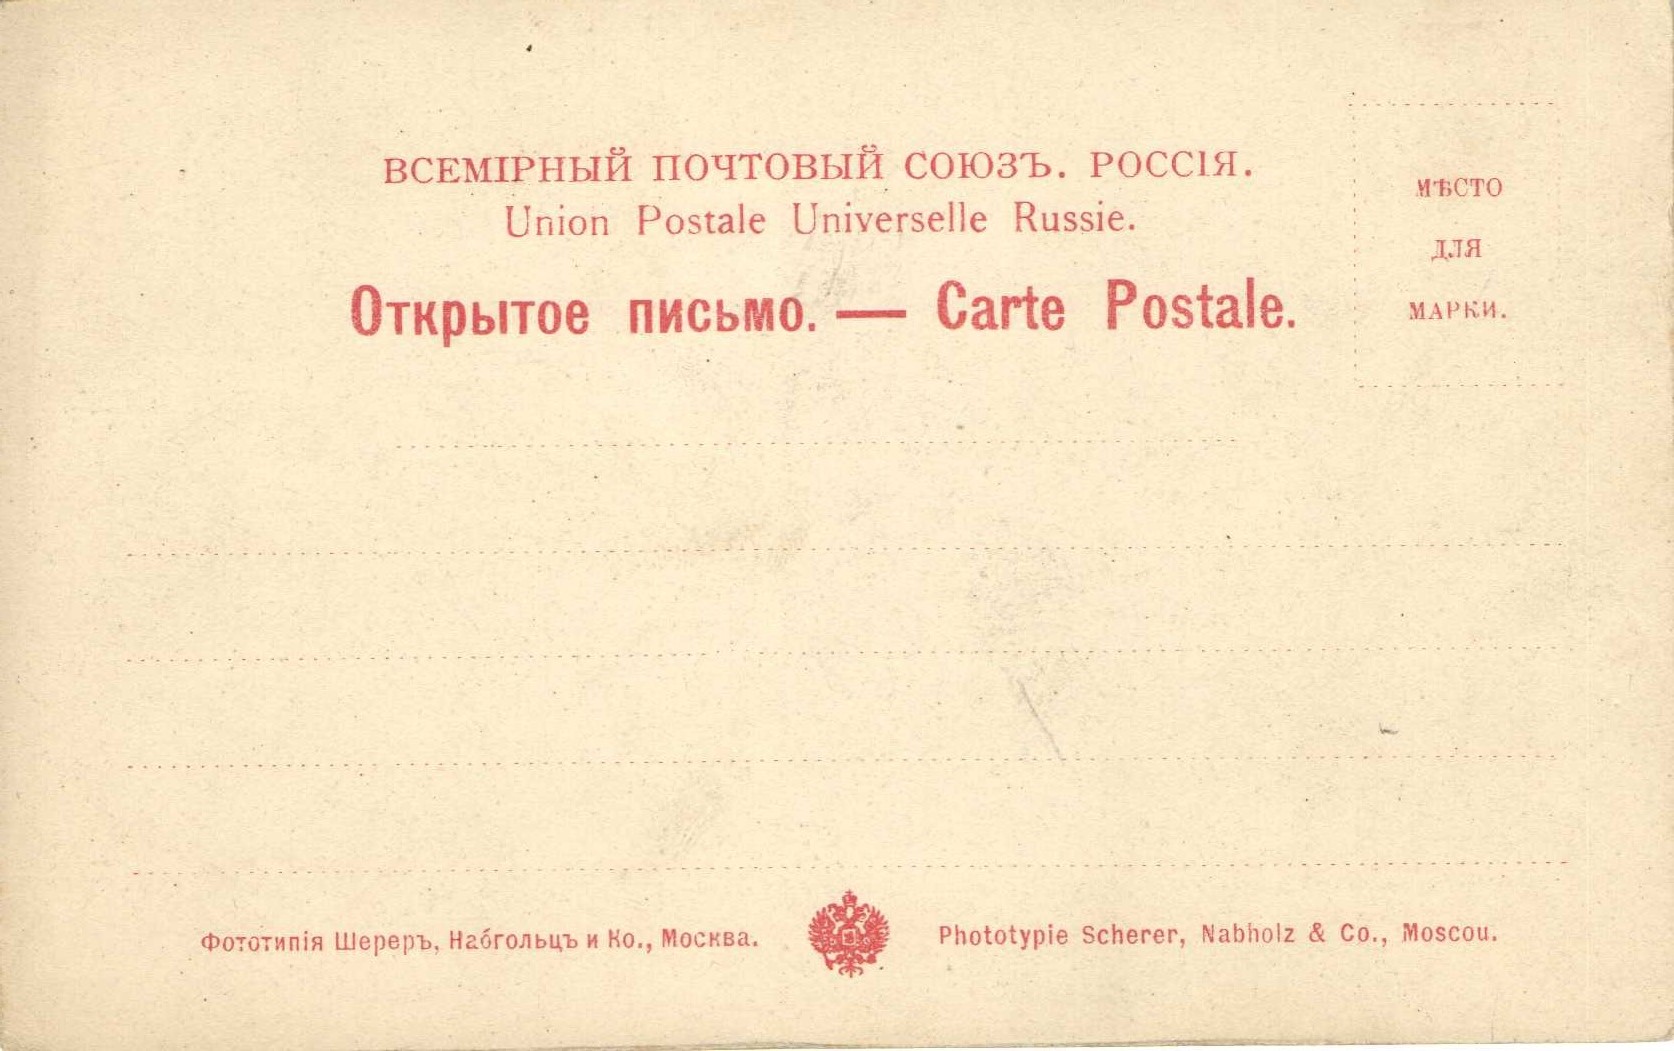 ВСЕМІРНЫЙ ПОЧТОВЫЙ СОЮЗЪ. РОССІЯ.
Union Postale Universelle Russie.
Открытое письмо. — Carte Postale.
МѢСТО
ДЛЯ
МАРКИ.
Фототипія Шереръ, Набгольцъ и Ко., Москва.
Phototypie Scherer, Nabholz & Co., Moscou.